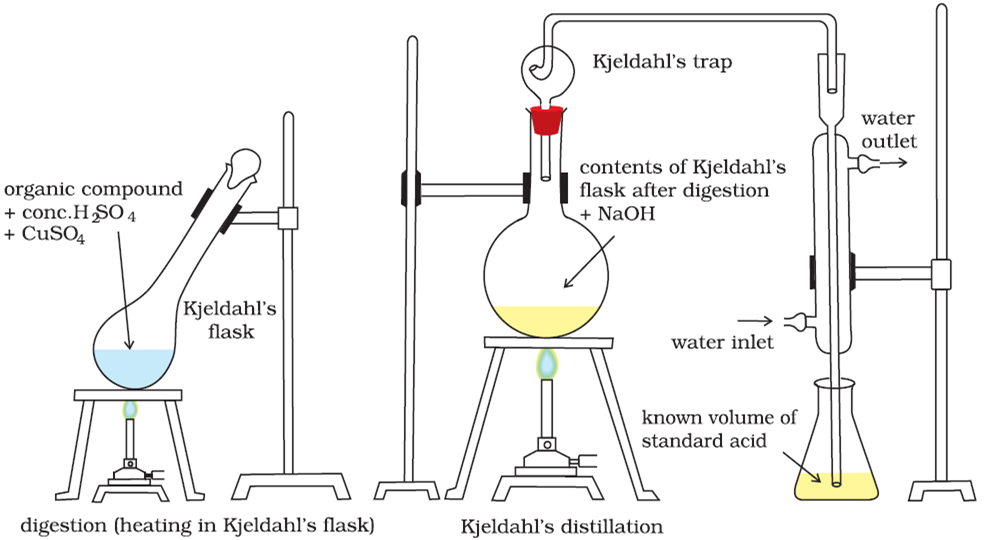 Kjeldahl's trap
water
outlet
organic compound
+ conc.H₂SO₄
+ CuSO₄
contents of Kjeldahl's
flask after digestion
+ NaOH
Kjeldahl's
flask
water inlet
known volume of
standard acid
digestion (heating in Kjeldahl's flask)
Kjeldahl's distillation